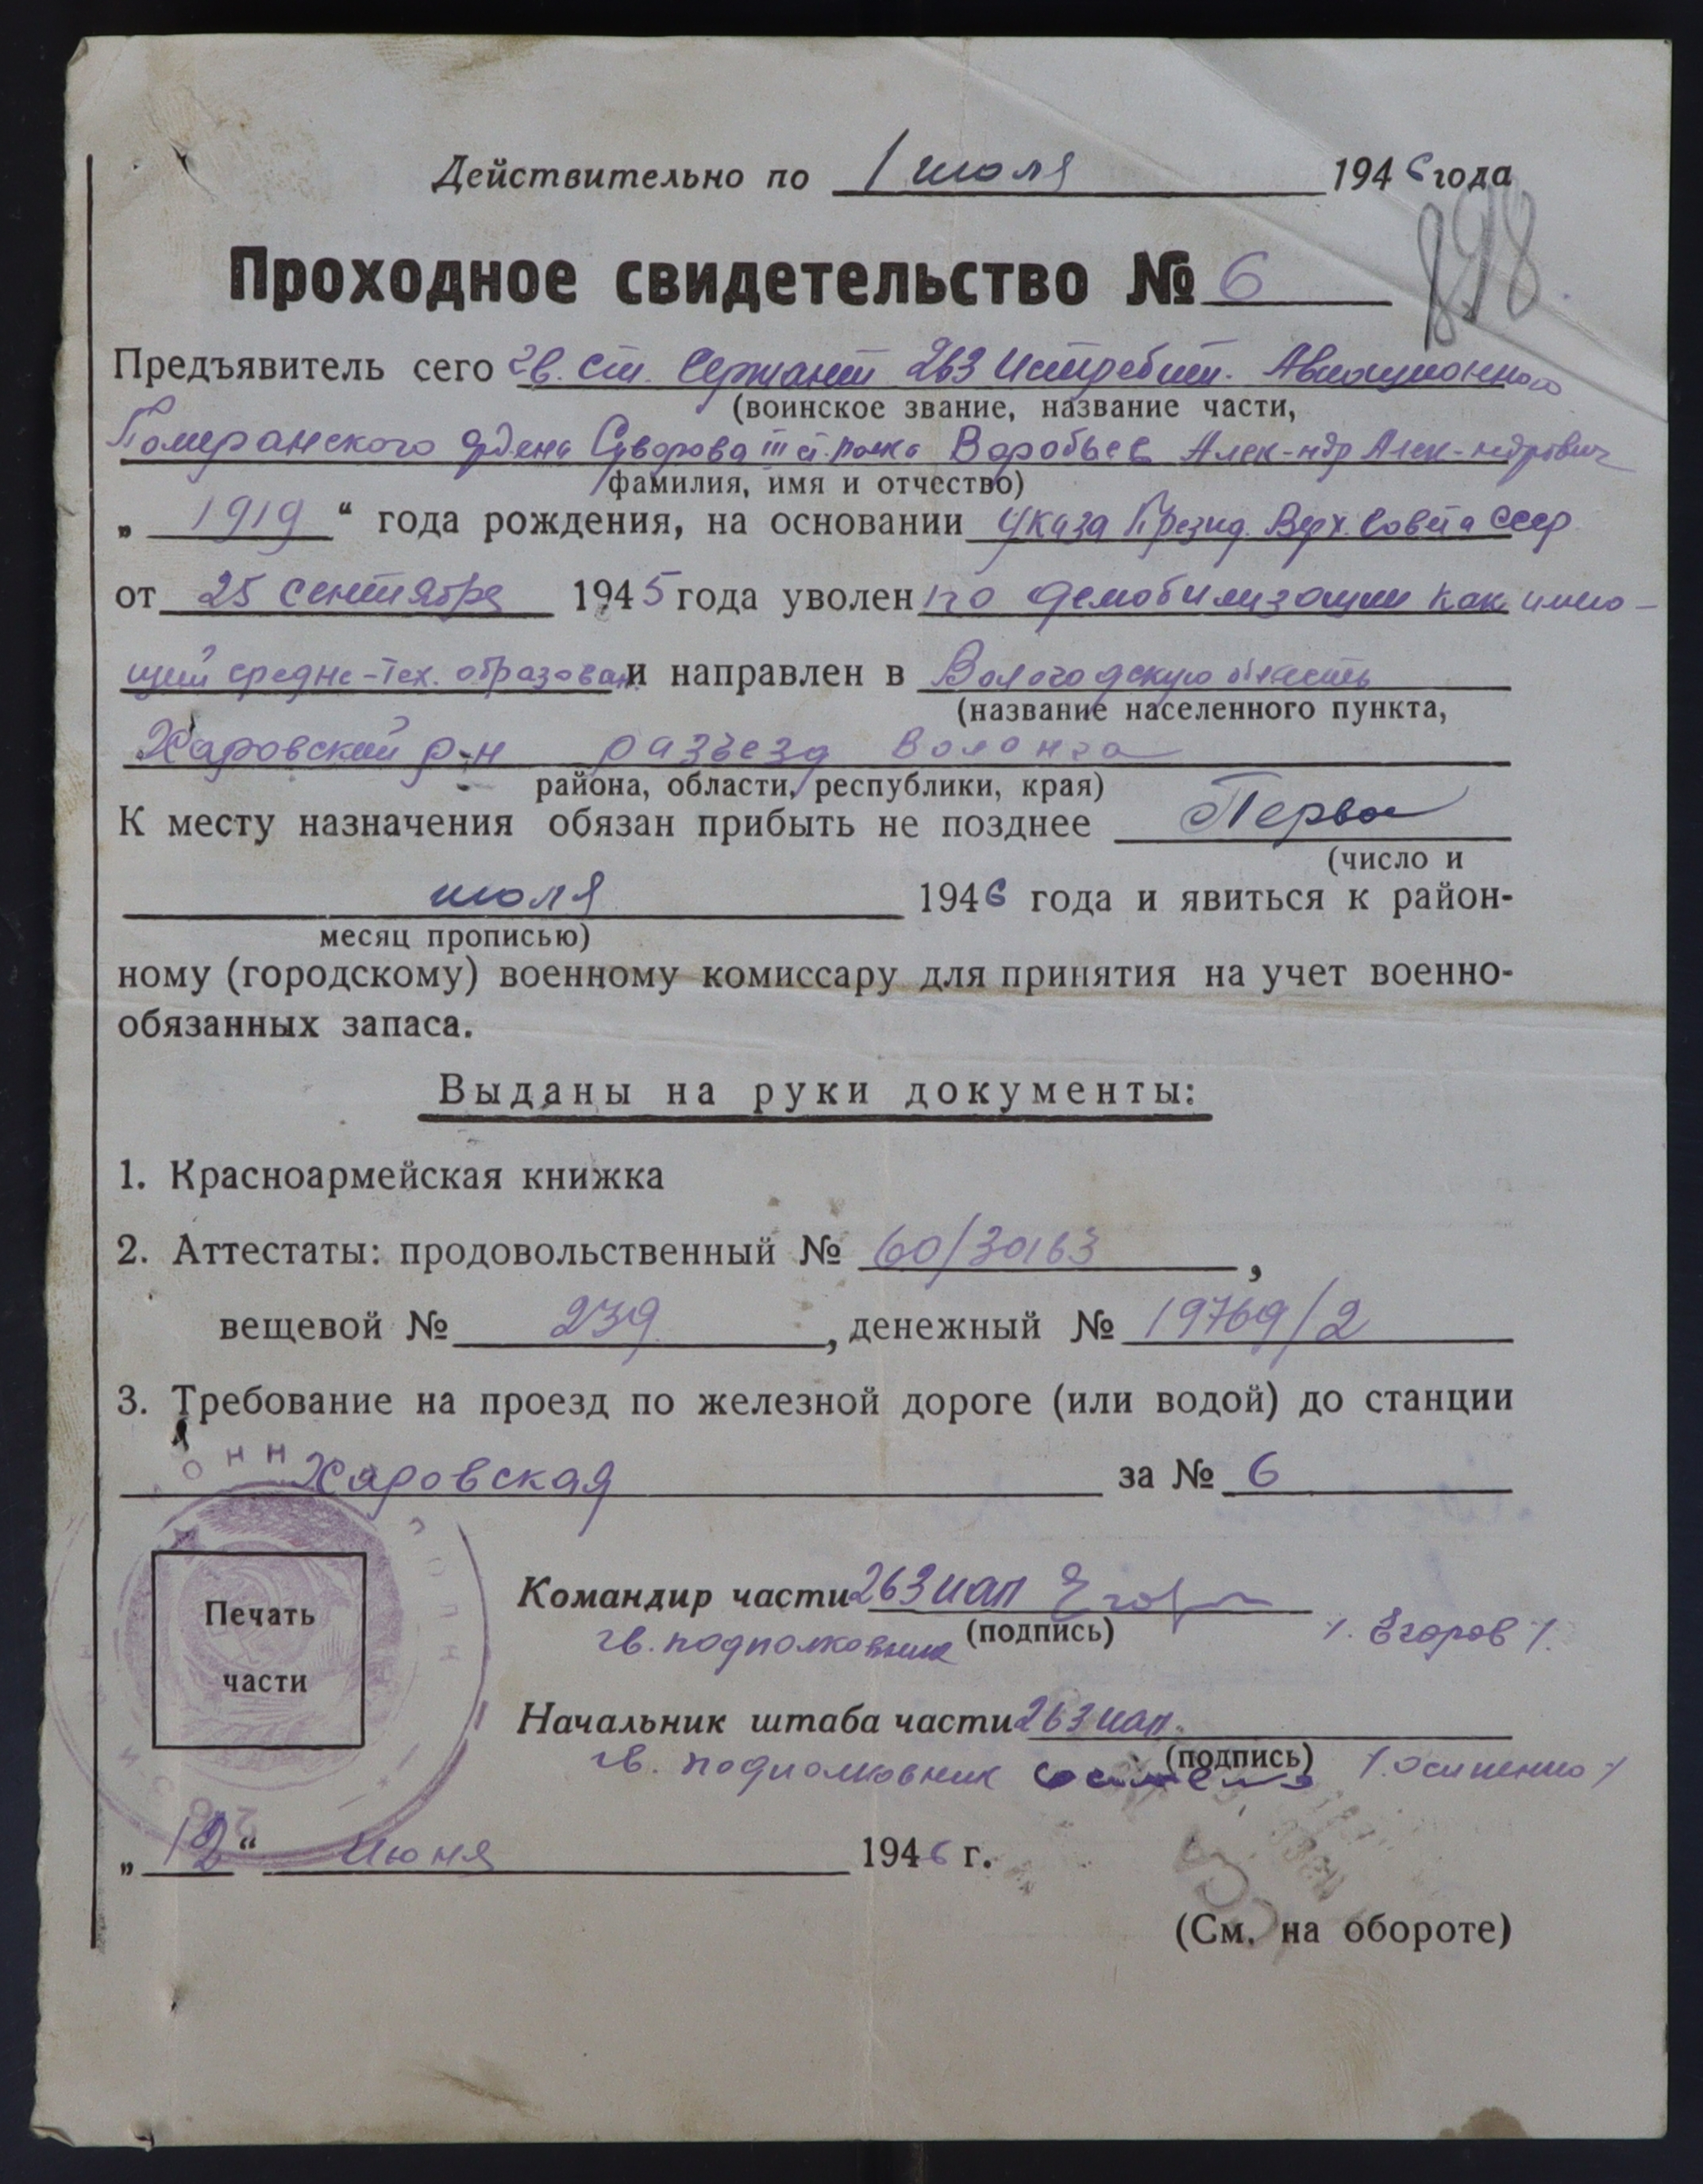 Действительно по 1 июля 1946 года
898
Проходное свидетельство № 6
Предъявитель сего гв. ст. Сержант 263 Истребит. Авиационного
(воинское звание, название части,
Померанского ордена Суворова III ст. полка Воробьев Алек-ндр Алек-ндрович
фамилия, имя и отчество)
„ 1919 “ года рождения, на основании Указа Презид. Верх. Совета СССР
от 25 сентября 1945 года уволен по демобилизации как имею-
щий средне-тех. образован. и направлен в Вологодскую область
(название населенного пункта,
Харовский р-н разъезд Волонга
района, области, республики, края)
К месту назначения обязан прибыть не позднее Первое
(число и
июля 1946 года и явиться к район-
месяц прописью)
ному (городскому) военному комиссару для принятия на учет военно-
обязанных запаса.
Выданы на руки документы:
1. Красноармейская книжка
2. Аттестаты: продовольственный № 60/30163,
вещевой № 239, денежный № 19769/2
3. Требование на проезд по железной дороге (или водой) до станции
Харовская за № 6
Печать
части
Командир части 263 иап Егоров
(подпись)
гв. подполковник /. Егоров /.
Начальник штаба части 263 иап.
(подпись)
гв. подполковник /. Осипенко /
„ 12 “ Июня 1946 г.
(См. на обороте)